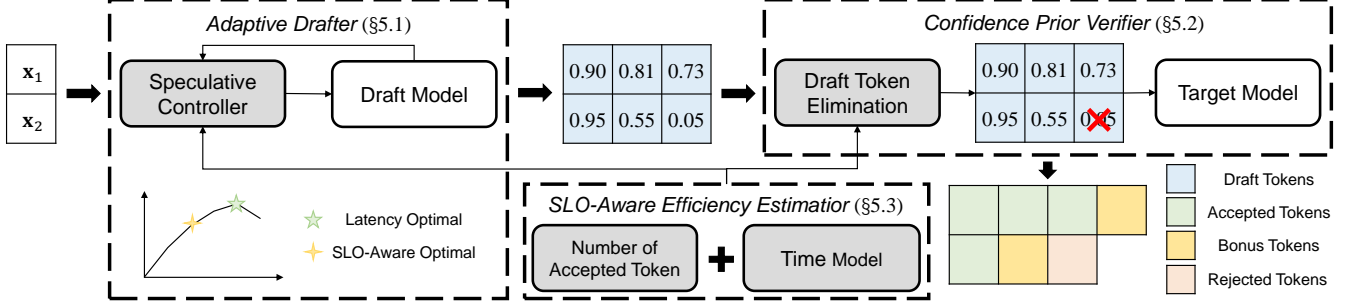 Adaptive Drafter (§5.1)
Confidence Prior Verifier (§5.2)
x1
x2
Speculative
Controller
Draft Model
0.90 0.81 0.73
0.95 0.55 0.05
Draft Token
Elimination
0.90 0.81 0.73
0.95 0.55 0.05
Target Model
Latency Optimal
SLO-Aware Optimal
SLO-Aware Efficiency Estimatior (§5.3)
Number of
Accepted Token
Time Model
Draft Tokens
Accepted Tokens
Bonus Tokens
Rejected Tokens